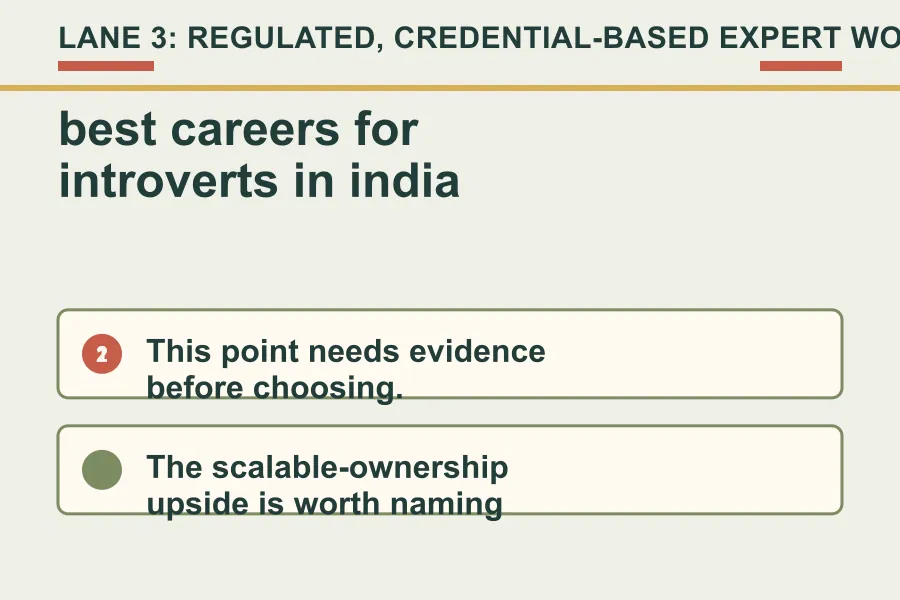 LANE 3: REGULATED, CREDENTIAL-BASED EXPERT
best careers for
introverts in india
2
This point needs evidence
before choosing.
The scalable-ownership
upside is worth naming